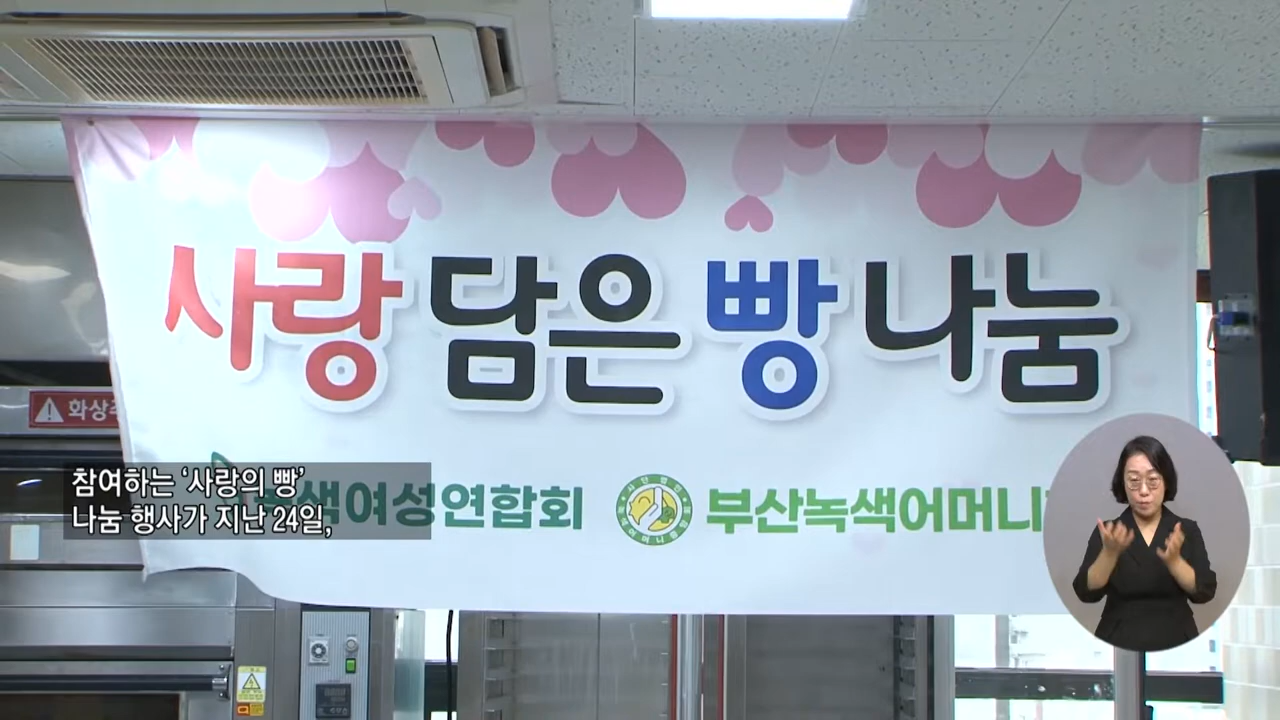 사랑 담은 빵 나눔
화상주
녹색여성연합회
부산녹색어머니
참여하는 ‘사랑의 빵’
나눔 행사가 지난 24일,